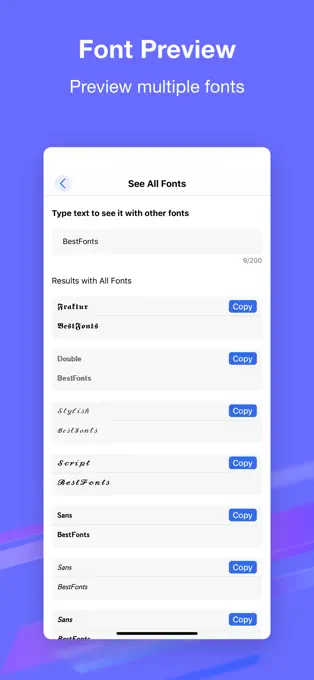 Font Preview
Preview multiple fonts
See All Fonts
Type text to see it with other fonts
BestFonts
9/200
Results with All Fonts
𝕱𝖗𝖆𝖐𝖙𝖚𝖗 Copy
𝕭𝖊𝖘𝖙𝕱𝖔𝖓𝖙𝖘
𝔻𝕠𝕦𝕓𝕝𝕖 Copy
𝔹𝕖𝕤𝕥𝔽𝕠𝕟𝕥𝕤
𝒮𝓉𝓎𝓁𝒾𝓈𝒽 Copy
𝐵𝑒𝓈𝓉𝐹𝑜𝓃𝓉𝓈
𝓢𝓬𝓻𝓲𝓹𝓽 Copy
𝓑𝓮𝓼𝓽𝓕𝓸𝓷𝓽𝓼
𝗦𝗮𝗻𝘀 Copy
𝗕𝗲𝘀𝘁𝗙𝗼𝗻𝘁𝘀
𝘚𝘢𝘯𝘴 Copy
𝘉𝘦𝘴𝘵𝘍𝘰𝘯𝘵𝘴
𝙎𝙖𝙣𝙨 Copy
𝘽𝙚𝙨𝙩𝙁𝙤𝙣𝙩𝙨